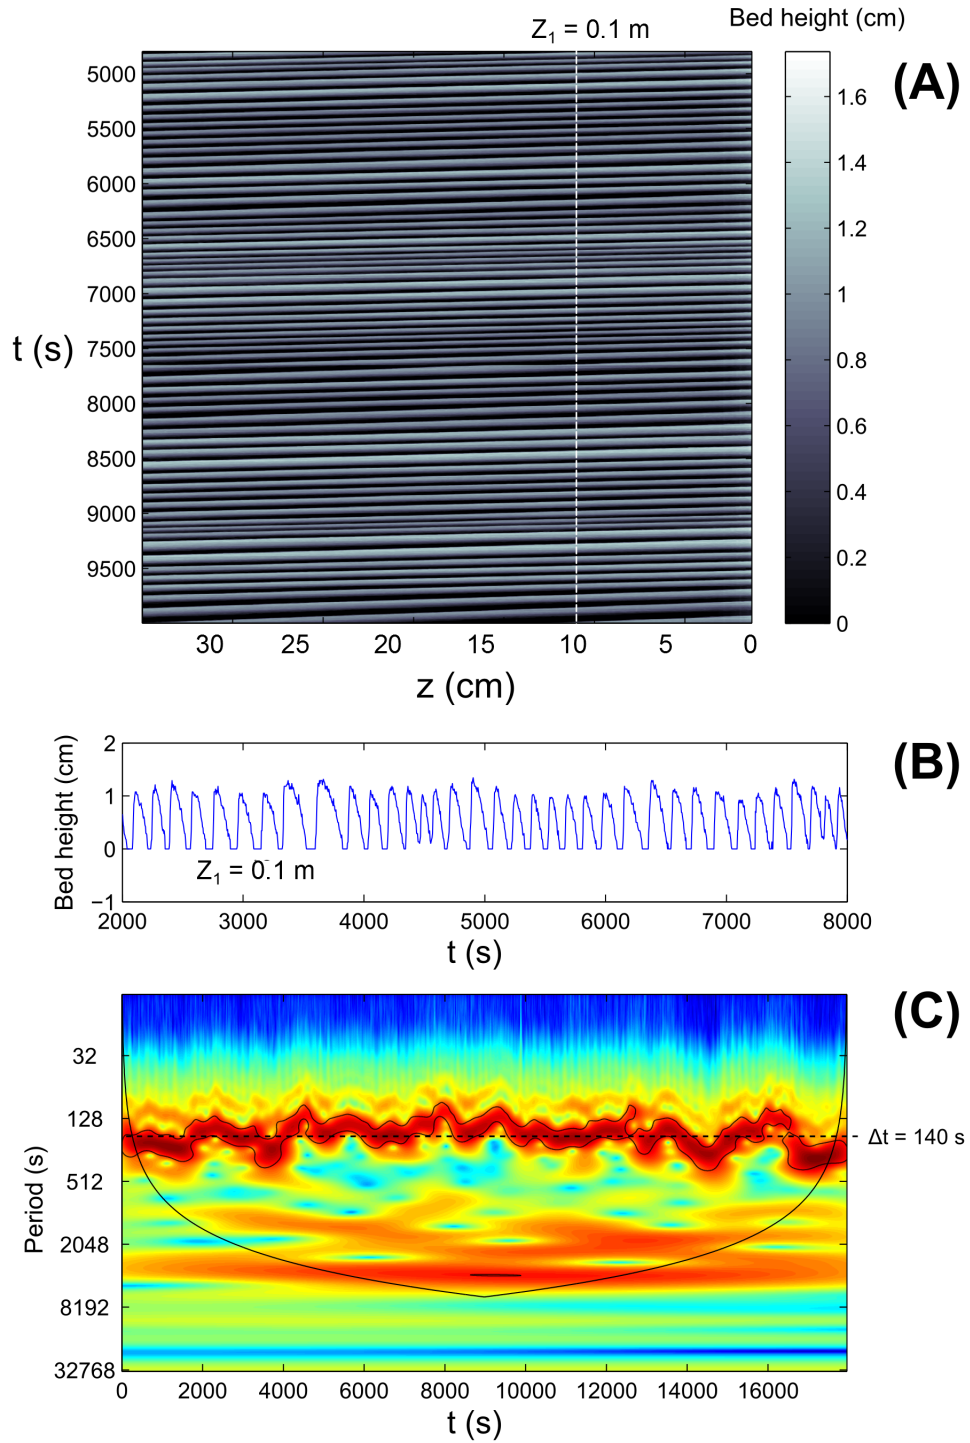 Z1 = 0.1 m
Bed height (cm)
(A)
5000
5500
6000
6500
7000
7500
8000
8500
9000
9500
t (s)
30 25 20 15 10 5 0
z (cm)
1.6
1.4
1.2
1
0.8
0.6
0.4
0.2
0
(B)
Bed height (cm)
2
1
0
−1
Z1 = 0.1 m
2000 3000 4000 5000 6000 7000 8000
t (s)
(C)
Period (s)
32
128
512
2048
8192
32768
Δt = 140 s
0 2000 4000 6000 8000 10000 12000 14000 16000
t (s)